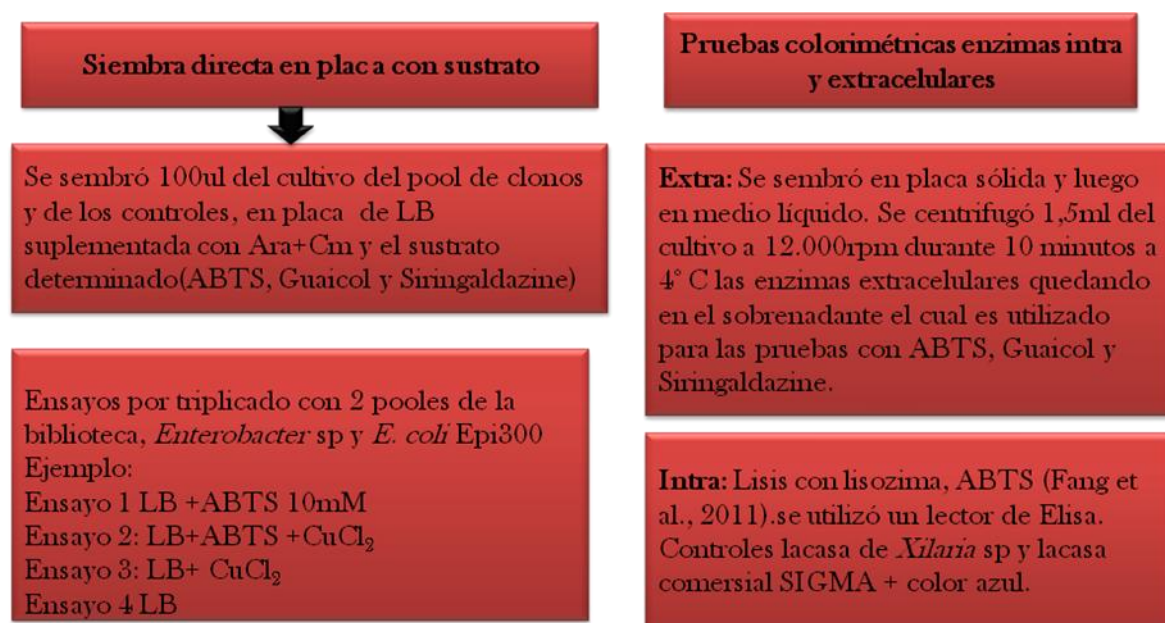 Siembra directa en placa con sustrato
Se sembró 100ul del cultivo del pool de clonos
y de los controles, en placa de LB
suplementada con Ara+Cm y el sustrato
determinado(ABTS, Guaicol y Siringaldazine)
Ensayos por triplicado con 2 pooles de la
biblioteca, Enterobacter sp y E. coli Epi300
Ejemplo:
Ensayo 1 LB +ABTS 10mM
Ensayo 2: LB+ABTS +CuCl₂
Ensayo 3: LB+ CuCl₂
Ensayo 4 LB
Pruebas colorimétricas enzimas intra
y extracelulares
Extra: Se sembró en placa sólida y luego
en medio líquido. Se centrifugó 1,5ml del
cultivo a 12.000rpm durante 10 minutos a
4° C las enzimas extracelulares quedando
en el sobrenadante el cual es utilizado
para las pruebas con ABTS, Guaicol y
Siringaldazine.
Intra: Lisis con lisozima, ABTS (Fang et
al., 2011).se utilizó un lector de Elisa.
Controles lacasa de Xilaria sp y lacasa
comersial SIGMA + color azul.